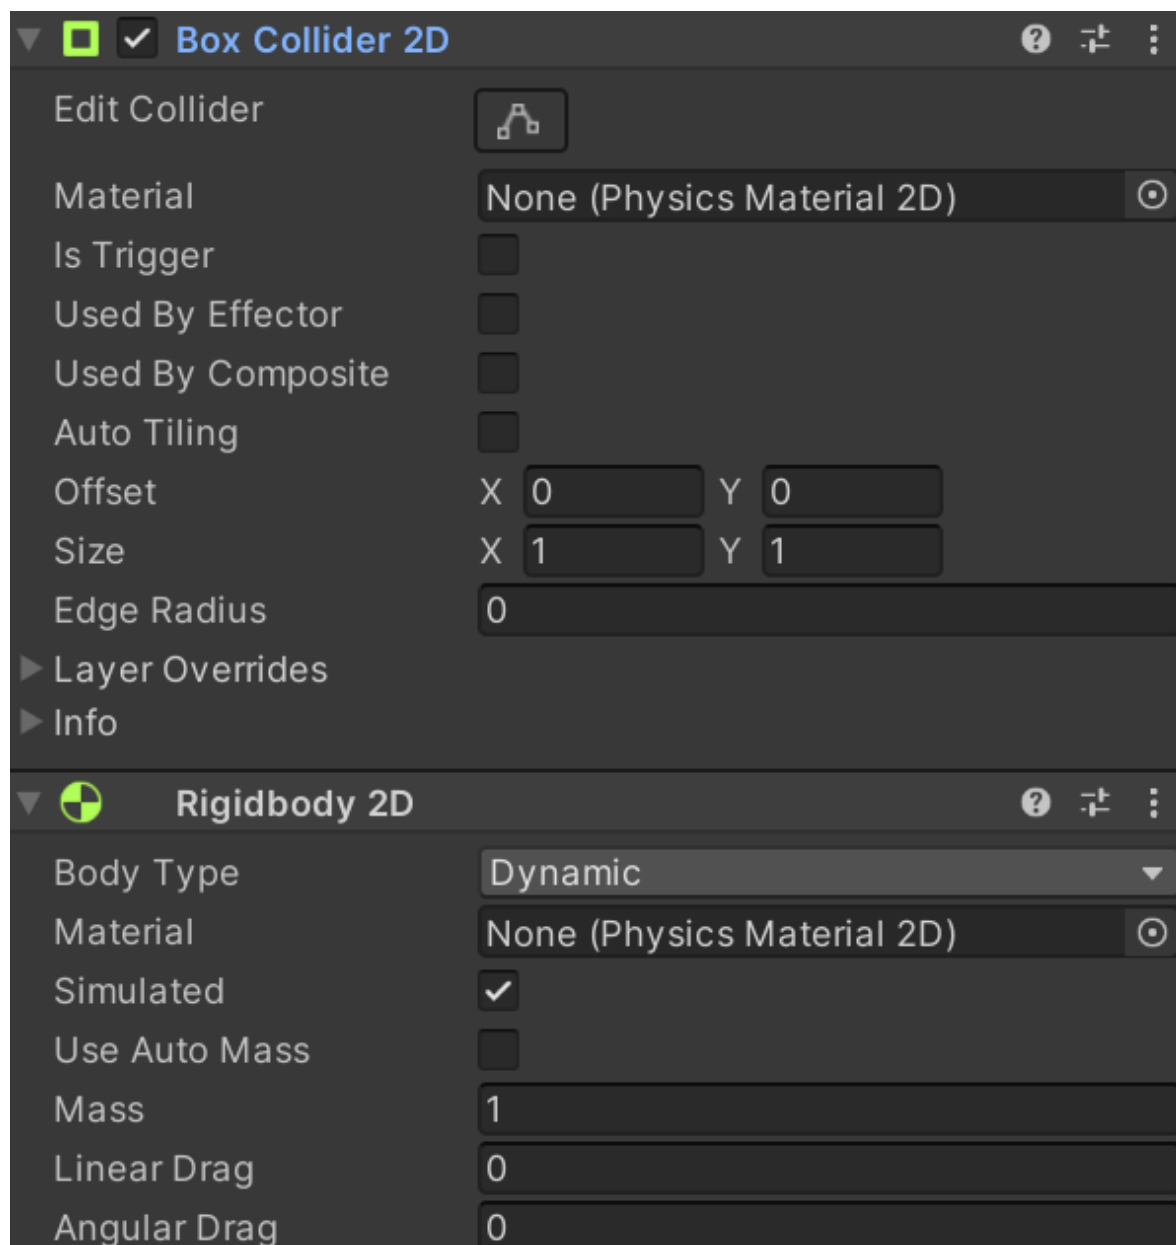 Box Collider 2D
Edit Collider
Material None (Physics Material 2D)
Is Trigger
Used By Effector
Used By Composite
Auto Tiling
Offset X 0 Y 0
Size X 1 Y 1
Edge Radius 0
Layer Overrides
Info
Rigidbody 2D
Body Type Dynamic
Material None (Physics Material 2D)
Simulated
Use Auto Mass
Mass 1
Linear Drag 0
Angular Drag 0